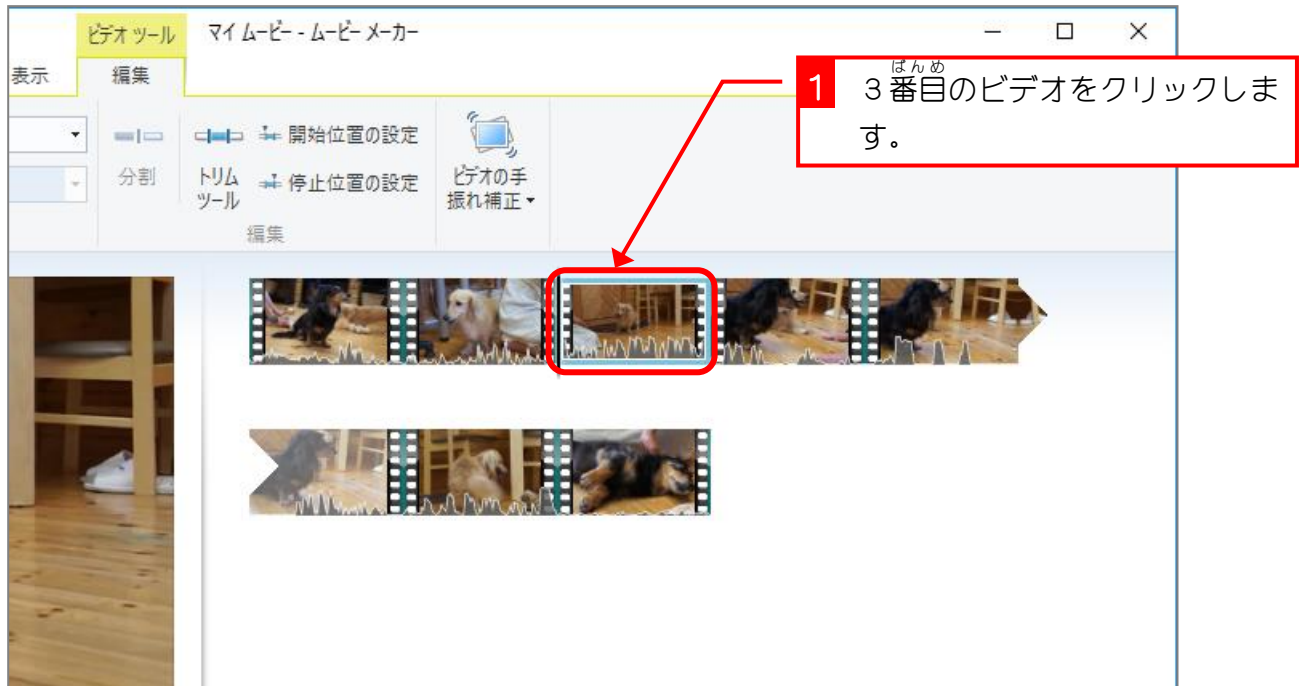 ビデオ ツール
マイ ムービー - ムービー メーカー
表示
編集
1
ばんめ
３番目のビデオをクリックしま
す。
分割
トリム
ツール
開始位置の設定
停止位置の設定
ビデオの手
振れ補正
編集